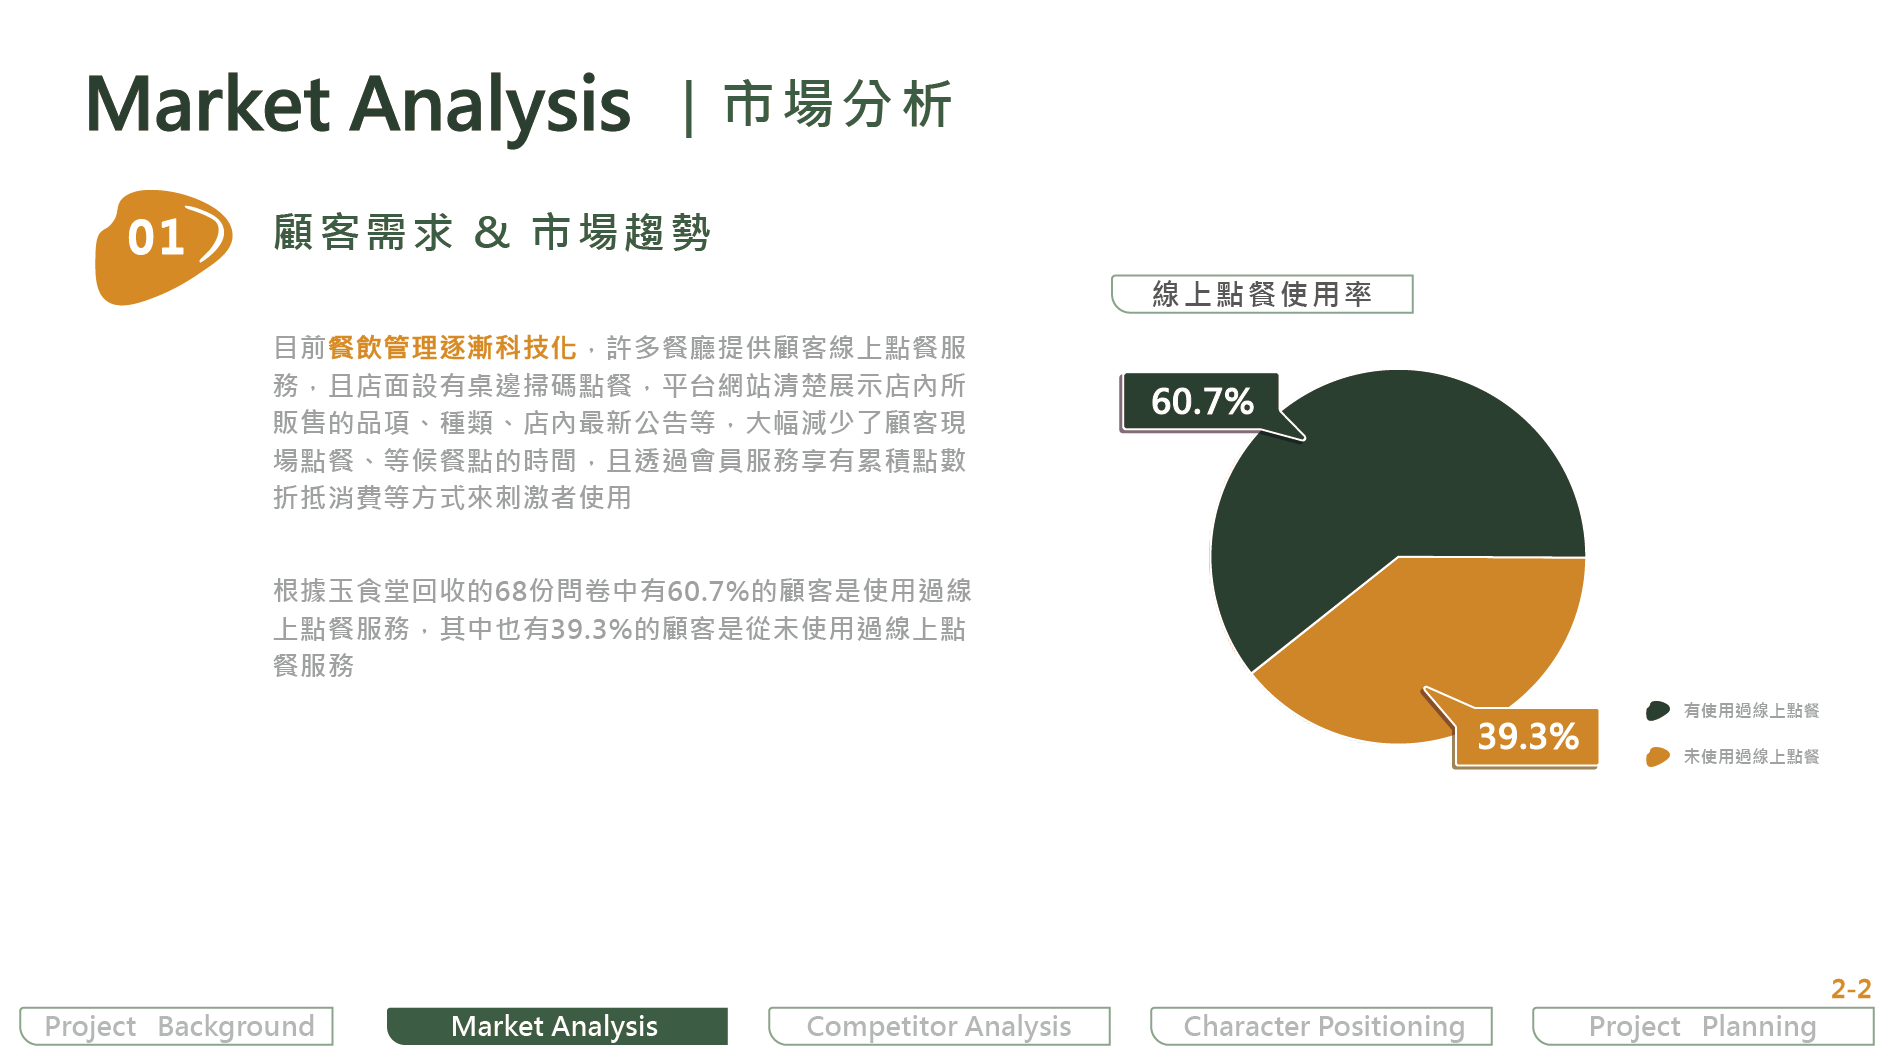 Market Analysis | 市場分析
01
顧客需求 & 市場趨勢
目前餐飲管理逐漸科技化，許多餐廳提供顧客線上點餐服
務，且店面設有桌邊掃碼點餐，平台網站清楚展示店內所
販售的品項、種類、店內最新公告等，大幅減少了顧客現
場點餐、等候餐點的時間，且透過會員服務享有累積點數
折抵消費等方式來刺激者使用
根據玉食堂回收的68份問卷中有60.7%的顧客是使用過線
上點餐服務，其中也有39.3%的顧客是從未使用過線上點
餐服務
線上點餐使用率
60.7%
39.3%
有使用過線上點餐
未使用過線上點餐
2-2
Project Background
Market Analysis
Competitor Analysis
Character Positioning
Project Planning